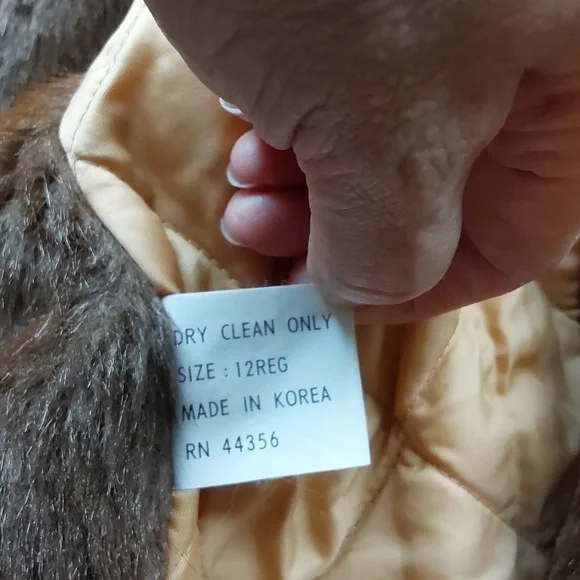 DRY CLEAN ONLY
SIZE : 12REG
MADE IN KOREA
RN 44356